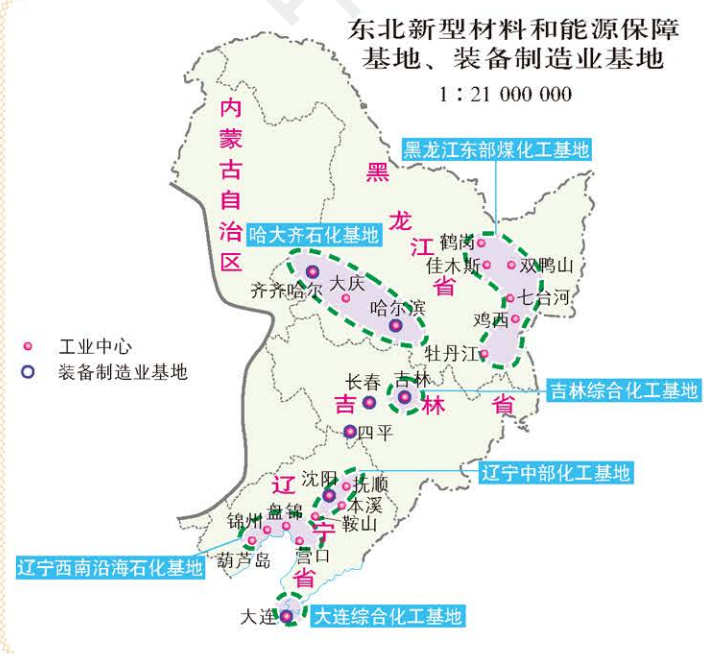 东北新型材料和能源保障
基地、装备制造业基地
1：21 000 000
内蒙古自治区
黑龙江省
黑龙江东部煤化工基地
哈大齐石化基地
鹤岗
佳木斯
双鸭山
齐齐哈尔
大庆
七台河
哈尔滨
鸡西
牡丹江
工业中心
装备制造业基地
长春
吉林
吉林省
吉林综合化工基地
四平
辽宁省
沈阳
抚顺
辽宁中部化工基地
本溪
鞍山
盘锦
锦州
葫芦岛
营口
辽宁西南沿海石化基地
大连
大连综合化工基地